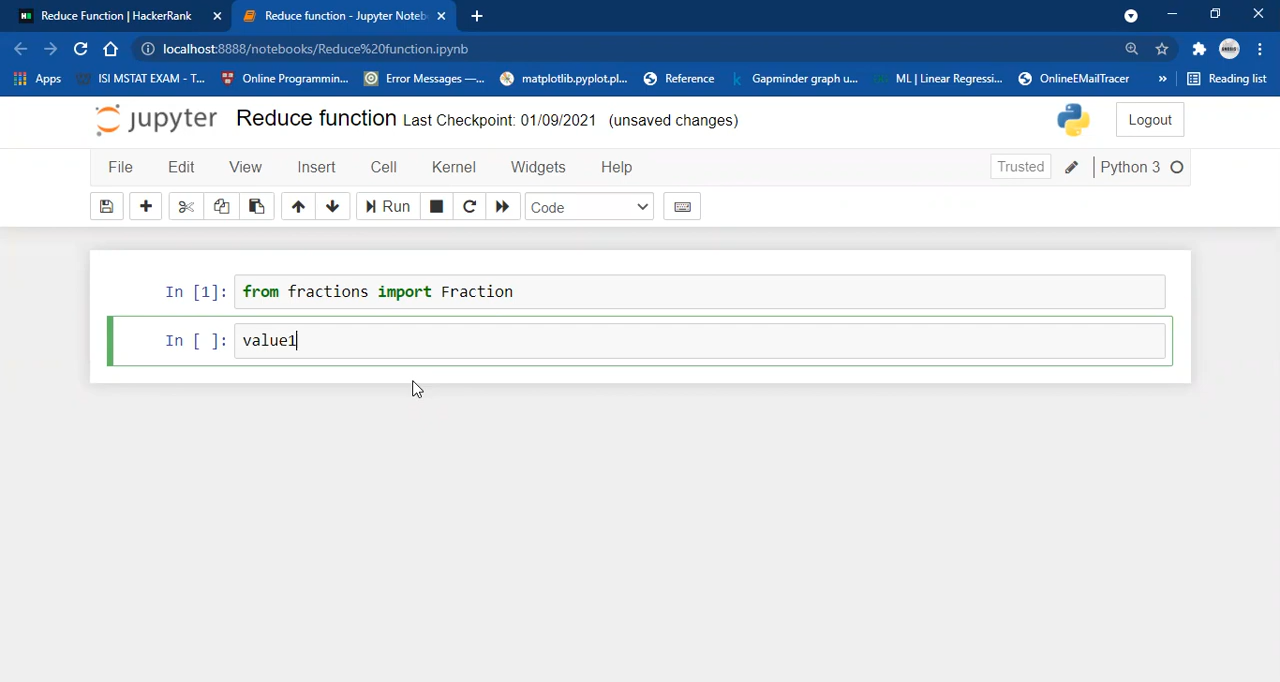 Reduce Function | HackerRank
Reduce function - Jupyter Noteb
localhost:8888/notebooks/Reduce%20function.ipynb
Apps
ISI MSTAT EXAM - T...
Online Programmin...
Error Messages —...
matplotlib.pyplot.pl...
Reference
Gapminder graph u...
ML | Linear Regressi...
OnlineEMailTracer
»
Reading list
jupyter
Reduce function Last Checkpoint: 01/09/2021 (unsaved changes)
Logout
File Edit View Insert Cell Kernel Widgets Help
Trusted
Python 3
Run
Code
In [1]: from fractions import Fraction
In [ ]: value1